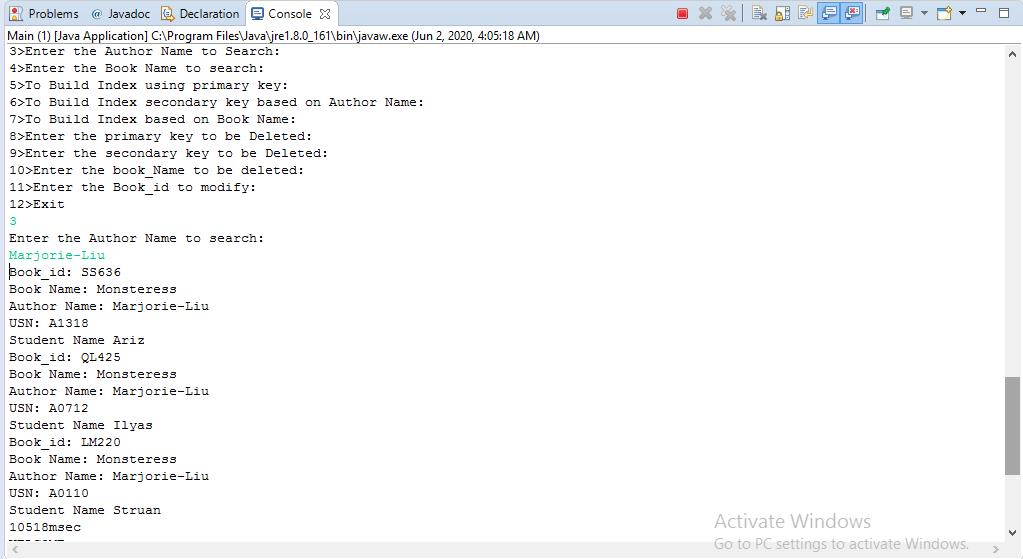 Problems @ Javadoc Declaration Console
Main (1) [Java Application] C:\Program Files\Java\jre1.8.0_161\bin\javaw.exe (Jun 2, 2020, 4:05:18 AM)
3>Enter the Author Name to Search:
4>Enter the Book Name to search:
5>To Build Index using primary key:
6>To Build Index secondary key based on Author Name:
7>To Build Index based on Book Name:
8>Enter the primary key to be Deleted:
9>Enter the secondary key to be Deleted:
10>Enter the book_Name to be deleted:
11>Enter the Book_id to modify:
12>Exit
3
Enter the Author Name to search:
Marjorie-Liu
Book_id: SS636
Book Name: Monsteress
Author Name: Marjorie-Liu
USN: A1318
Student Name Ariz
Book_id: QL425
Book Name: Monsteress
Author Name: Marjorie-Liu
USN: A0712
Student Name Ilyas
Book_id: LM220
Book Name: Monsteress
Author Name: Marjorie-Liu
USN: A0110
Student Name Struan
10518msec
Activate Windows
Go to PC settings to activate Windows.